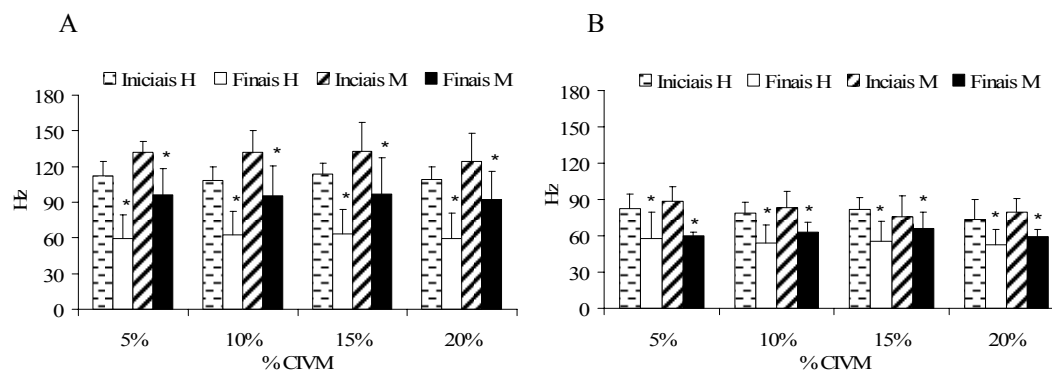 A
Iniciais H Finais H Inciais M Finais M
180
150
120
90
60
30
0
Hz
* * * *
* * * *
5% 10% 15% 20%
% CIVM
B
Iniciais H Finais H Inciais M Finais M
180
150
120
90
60
30
0
Hz
* * * * * * * *
5% 10% 15% 20%
% CIVM